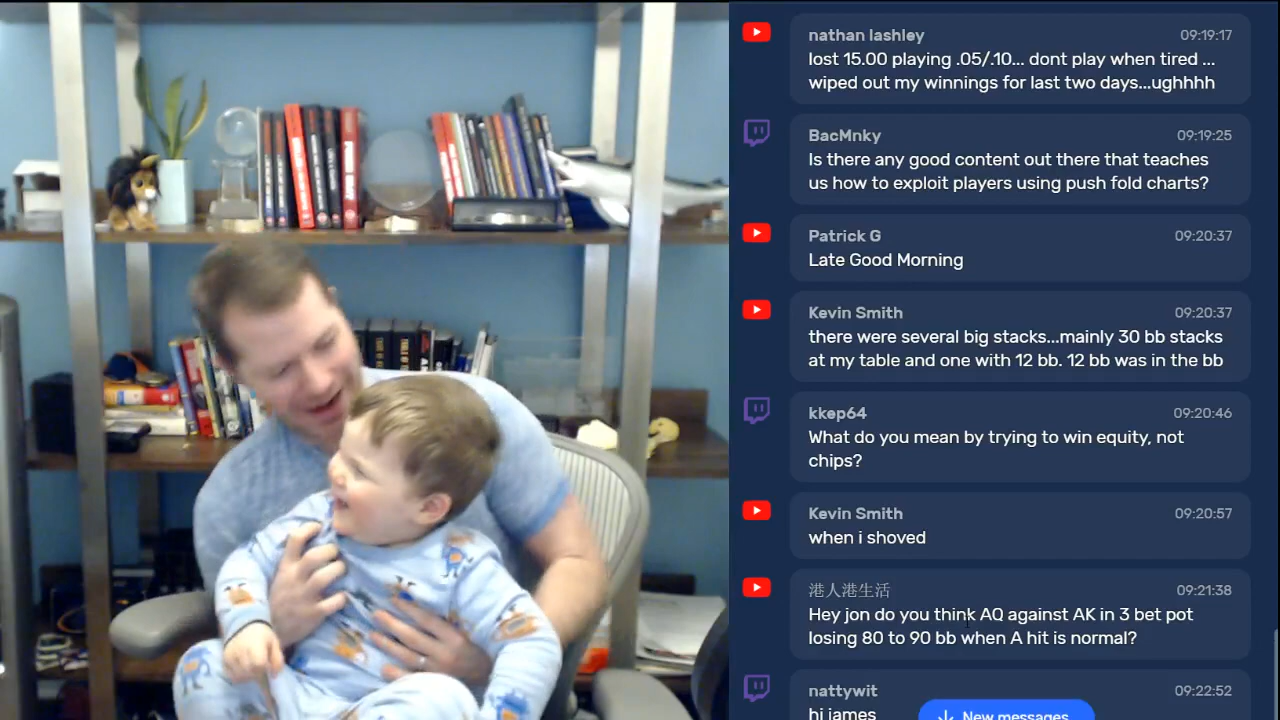 nathan lashley 09:19:17
lost 15.00 playing .05/.10... dont play when tired ...
wiped out my winnings for last two days...ughhhh
BacMnky 09:19:25
Is there any good content out there that teaches
us how to exploit players using push fold charts?
Patrick G 09:20:37
Late Good Morning
Kevin Smith 09:20:37
there were several big stacks...mainly 30 bb stacks
at my table and one with 12 bb. 12 bb was in the bb
kkep64 09:20:46
What do you mean by trying to win equity, not
chips?
Kevin Smith 09:20:57
when i shoved
港人港生活 09:21:38
Hey jon do you think AQ against AK in 3 bet pot
losing 80 to 90 bb when A hit is normal?
nattywit 09:22:52
hi james
New messages